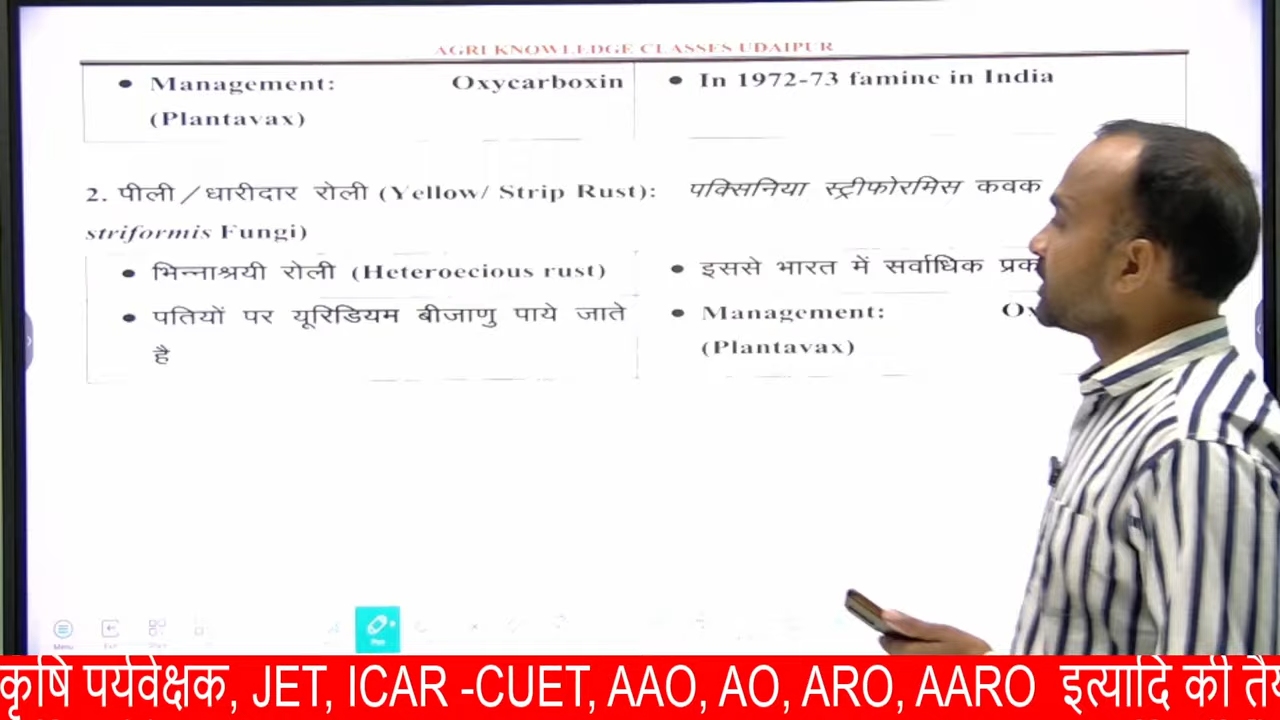 AGRI KNOWLEDGE CLASSES UDAIPUR
• Management: Oxycarboxin
(Plantavax)
• In 1972-73 famine in India
2. पीली/धारीदार रोली (Yellow/ Strip Rust): पक्सिनिया स्ट्रीफोरमिस कवक
striformis Fungi)
• भिन्नाश्रयी रोली (Heteroecious rust)
• पतियों पर यूरिडियम बीजाणु पाये जाते
है
• इससे भारत में सर्वाधिक
• Management:
(Plantavax)
Menu
Pen
कृषि पर्यवेक्षक, JET, ICAR -CUET, AAO, AO, ARO, AARO इत्यादि की